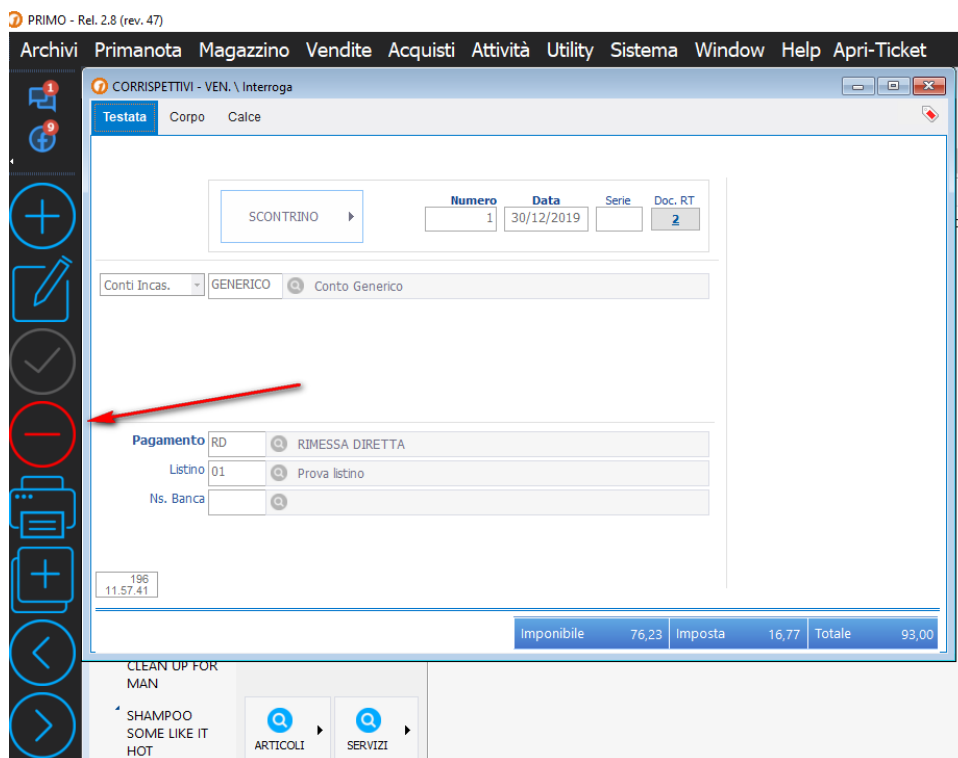 PRIMO - Rel. 2.8 (rev. 47)
Archivi Primanota Magazzino Vendite Acquisti Attività Utility Sistema Window Help Apri-Ticket
1
CORRISPETTIVI - VEN. \ Interroga
9
Testata Corpo Calce
SCONTRINO
Numero Data Serie Doc. RT
1 30/12/2019 2
Conti Incas. GENERICO Conto Generico
Pagamento RD RIMESSA DIRETTA
Listino 01 Prova listino
Ns. Banca
196
11.57.41
Imponibile 76,23 Imposta 16,77 Totale 93,00
CLEAN UP FOR
MAN
SHAMPOO
SOME LIKE IT
HOT
ARTICOLI SERVIZI